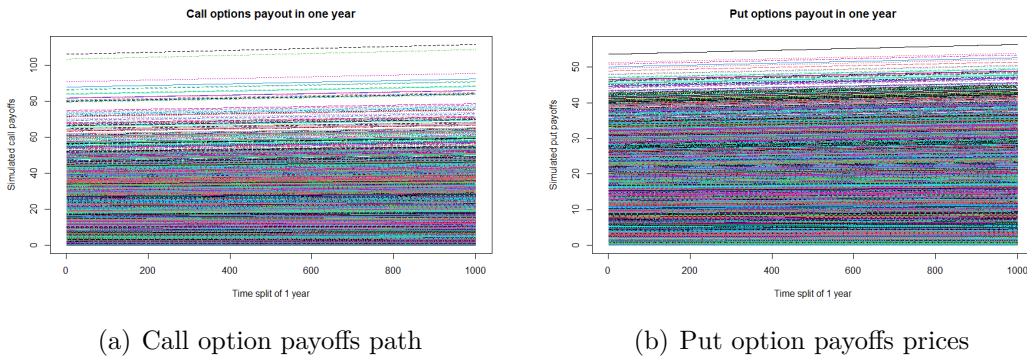 Call options payout in one year
Simulated call payoffs
100
80
60
40
20
0
0 200 400 600 800 1000
Time split of 1 year
(a) Call option payoffs path
Put options payout in one year
Simulated put payoffs
50
40
30
20
10
0
0 200 400 600 800 1000
Time split of 1 year
(b) Put option payoffs prices